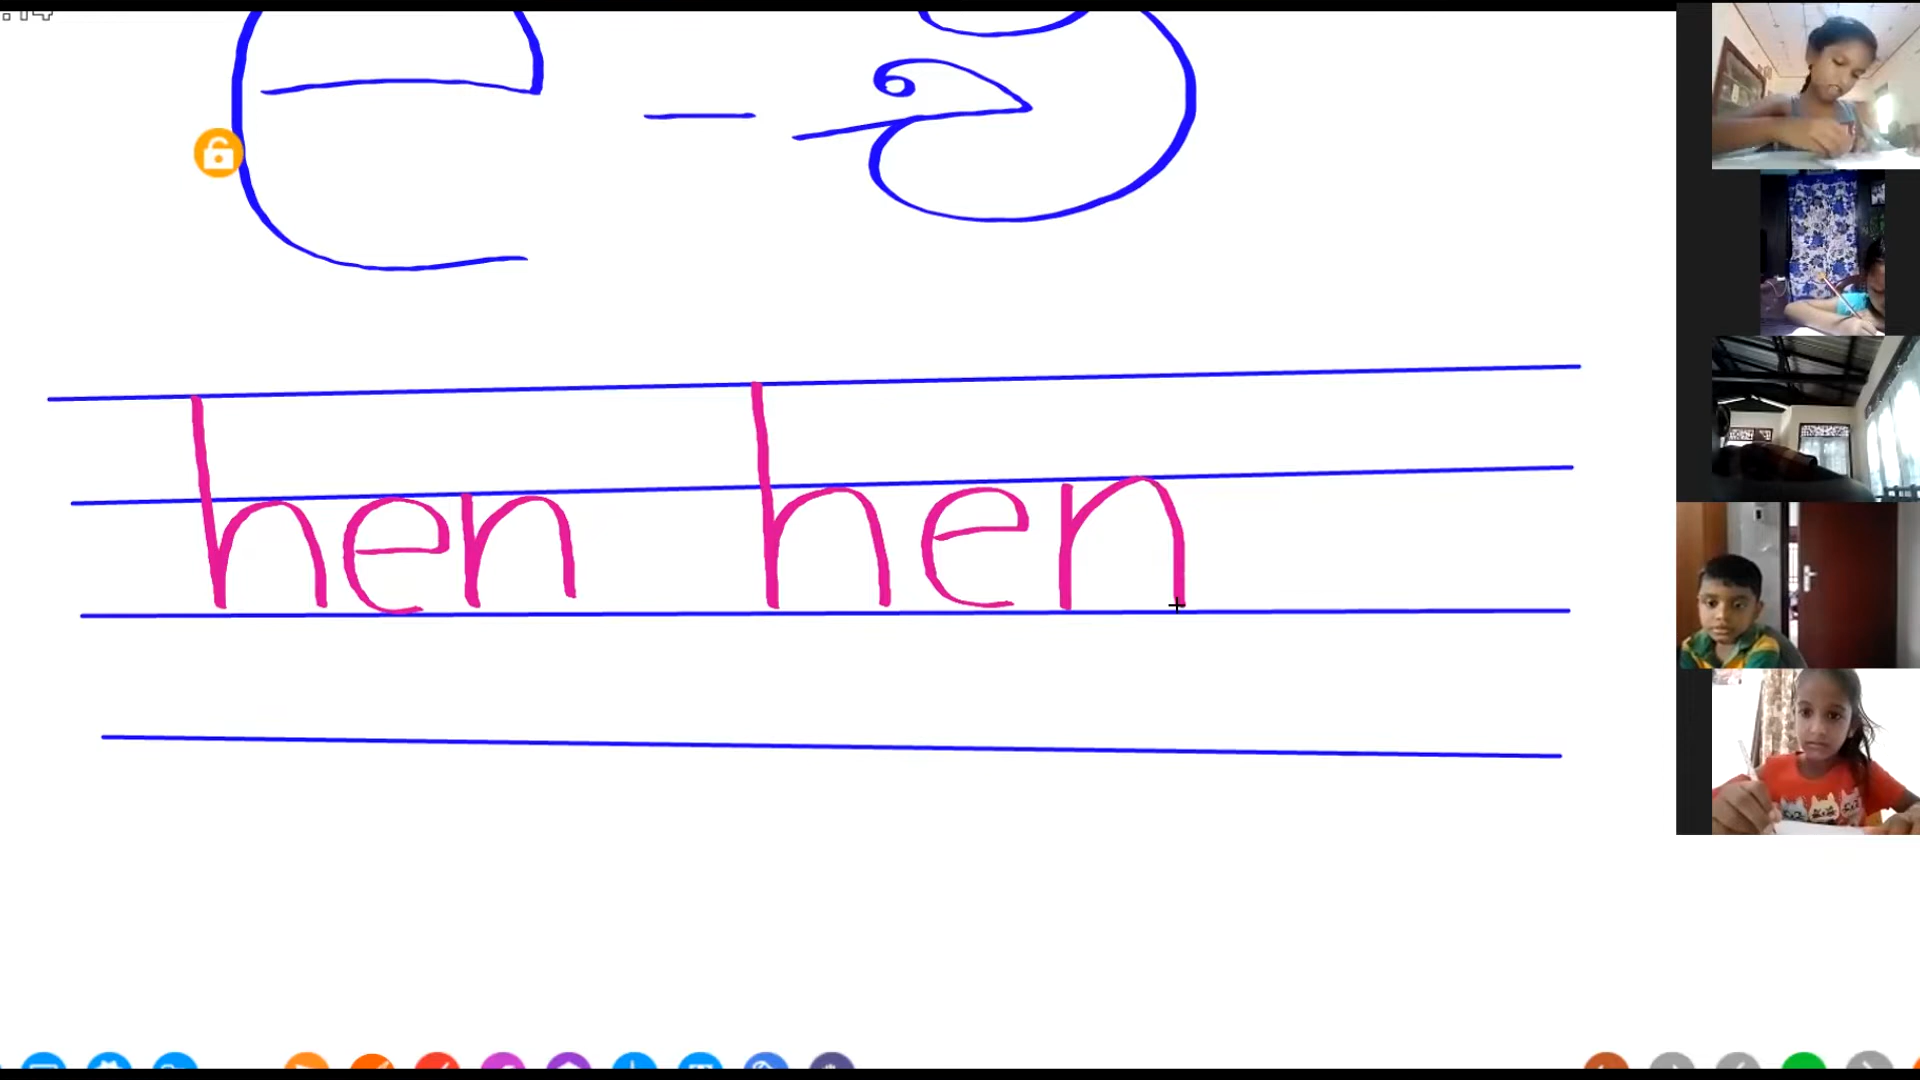 e – එ
hen hen